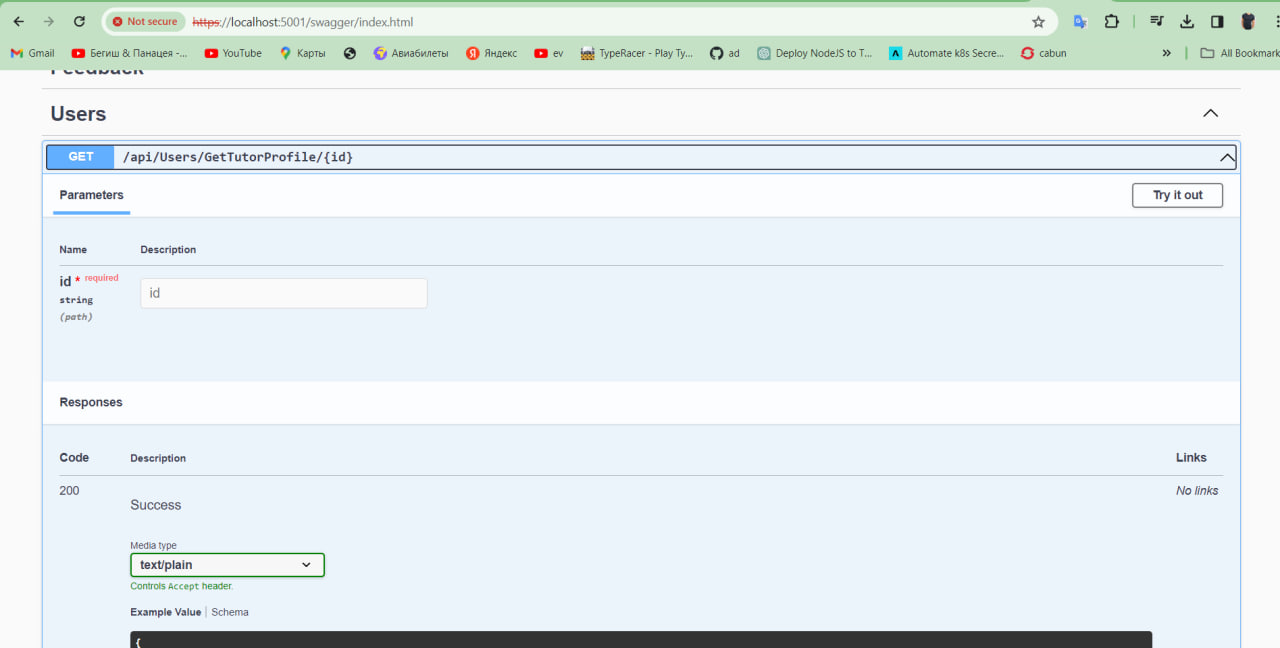 Not secure https://localhost:5001/swagger/index.html
Gmail Бегиш & Панацея -... YouTube Карты Авиабилеты Яндекс ev TypeRacer - Play Ty... ad Deploy NodeJS to T... Automate k8s Secre... cabun » All Bookmark
Feedback
Users
GET /api/Users/GetTutorProfile/{id}
Parameters Try it out
Name Description
id * required
id
string
(path)
Responses
Code Description Links
200 No links
Success
Media type
text/plain
Controls Accept header.
Example Value | Schema
{